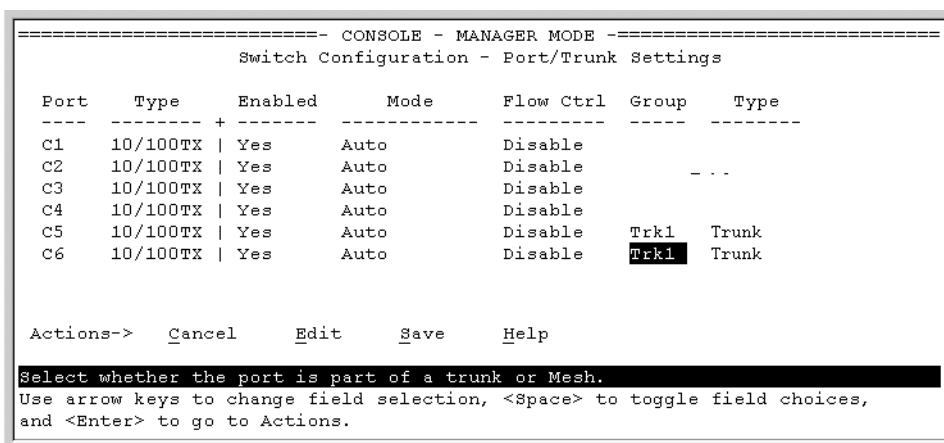 ===========================- CONSOLE - MANAGER MODE -============================
Switch Configuration - Port/Trunk Settings
Port Type Enabled Mode Flow Ctrl Group Type
---- -------- + ------- ------------ --------- ----- --------
C1 10/100TX | Yes Auto Disable
C2 10/100TX | Yes Auto Disable _ . .
C3 10/100TX | Yes Auto Disable
C4 10/100TX | Yes Auto Disable
C5 10/100TX | Yes Auto Disable Trk1 Trunk
C6 10/100TX | Yes Auto Disable Trk1 Trunk
Actions-> Cancel Edit Save Help
Select whether the port is part of a trunk or Mesh.
Use arrow keys to change field selection, <Space> to toggle field choices,
and <Enter> to go to Actions.